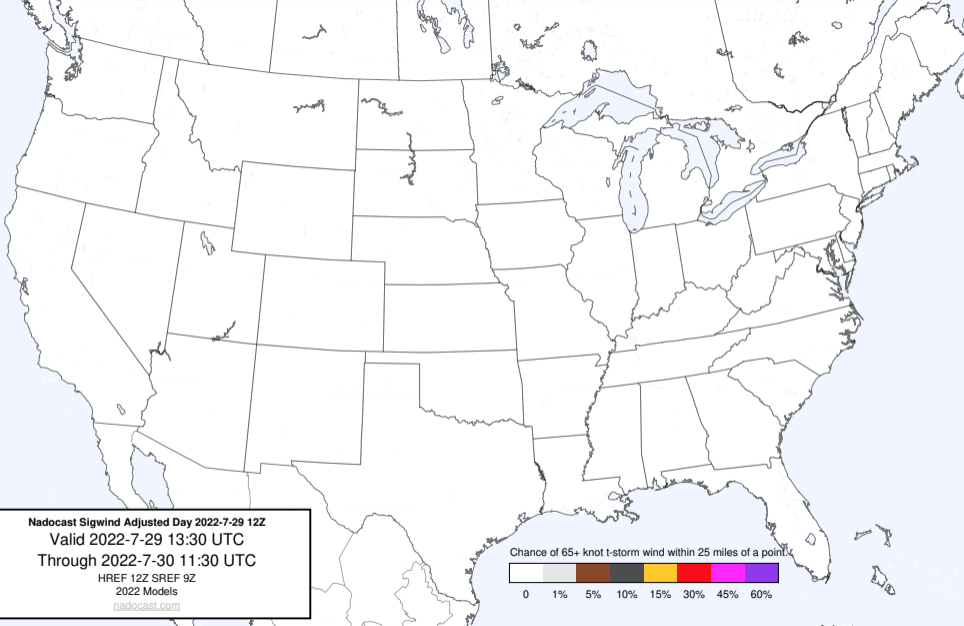 Nadocast Sigwind Adjusted Day 2022-7-29 12Z
Valid 2022-7-29 13:30 UTC
Through 2022-7-30 11:30 UTC
HREF 12Z SREF 9Z
2022 Models
nadocast.com
Chance of 65+ knot t-storm wind within 25 miles of a point.
0 1% 5% 10% 15% 30% 45% 60%